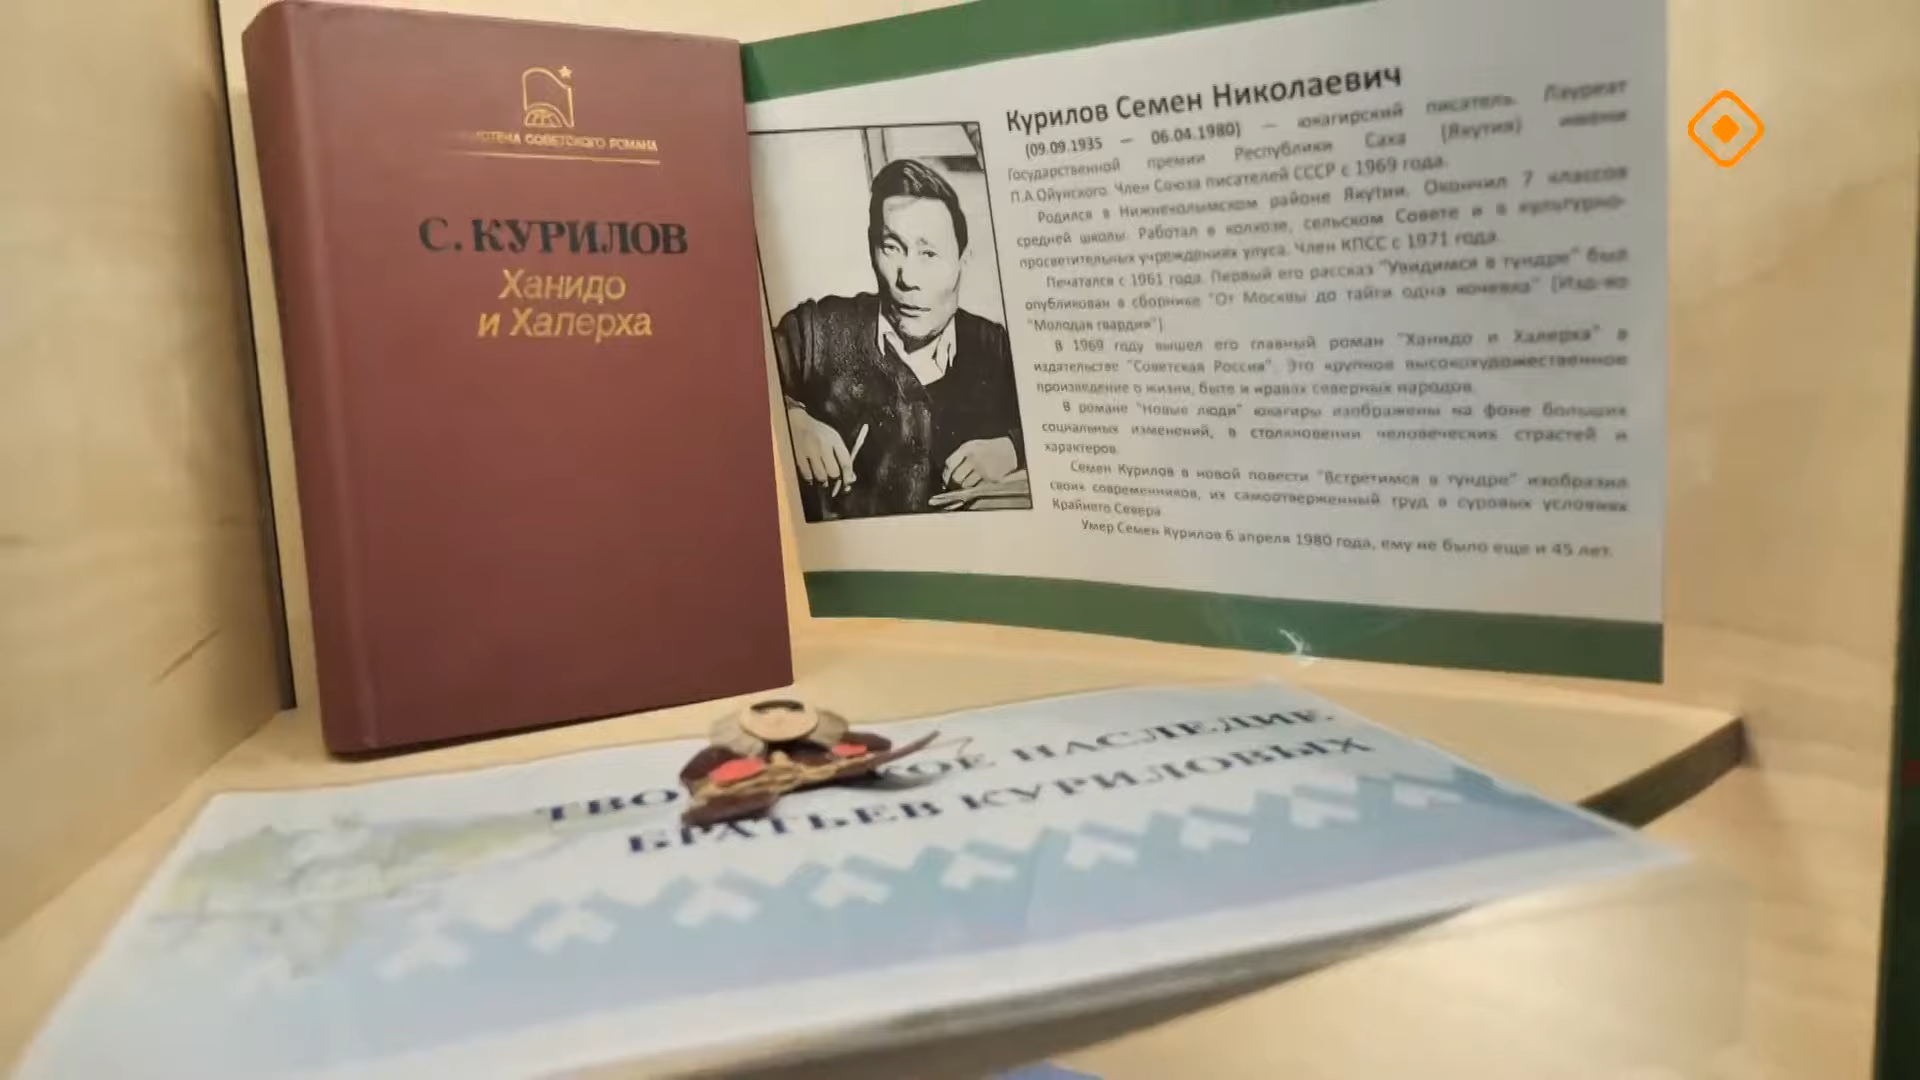 СОВЕТСКОГО РОМАНА
С. КУРИЛОВ
Ханидо
и Халерха
Курилов Семен Николаевич
(09.09.1935 — 06.04.1980) — юкагирский писатель. Лауреат
Государственной премии Республики Саха (Якутия) имени
П.А.Ойунского. Член Союза писателей СССР с 1969 года.
Родился в Нижнеколымском районе Якутии. Окончил 7 классов
средней школы. Работал в колхозе, сельском Совете и в культурно-
просветительных учреждениях улуса. Член КПСС с 1971 года.
Печатался с 1961 года. Первый его рассказ "Увидимся в тундре" был
опубликован в сборнике "От Москвы до тайги одна ночевка" (Изд-во
"Молодая гвардия")
В 1969 году вышел его главный роман "Ханидо и Халерха" в
издательстве "Советская Россия". Это крупное высокохудожественное
произведение о жизни, быте и нравах северных народов.
В романе "Новые люди" юкагиры изображены на фоне больших
социальных изменений, в столкновении человеческих страстей и
характеров.
Семен Курилов в новой повести "Встретимся в тундре" изобразил
своих современников, их самоотверженный труд в суровых условиях
Крайнего Севера.
Умер Семен Курилов 6 апреля 1980 года, ему не было еще и 45 лет.
НАСЛЕДИЕ
БРАТЬЕВ КУРИЛОВЫХ